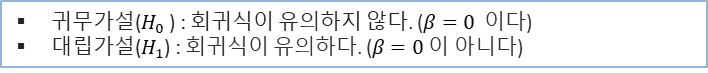 ▪ 귀무가설(𝐻₀ ) : 회귀식이 유의하지 않다. (𝛽 = 0 이다)
▪ 대립가설(𝐻₁) : 회귀식이 유의하다. (𝛽 = 0 이 아니다)